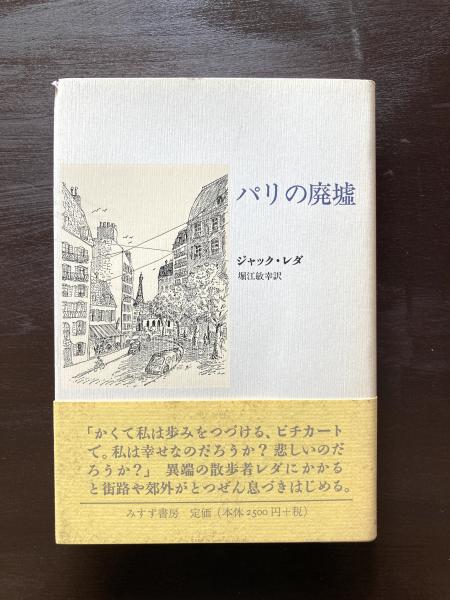 パリの廃墟
ジャック・レダ
堀江敏幸訳
「かくて私は歩みをつづける、ピチカート
で。私は幸せなのだろうか？悲しいのだ
ろうか？」 異端の散歩者レダにかかる
と街路や郊外がとつぜん息づきはじめる。
みすず書房 定価（本体2500円+税）